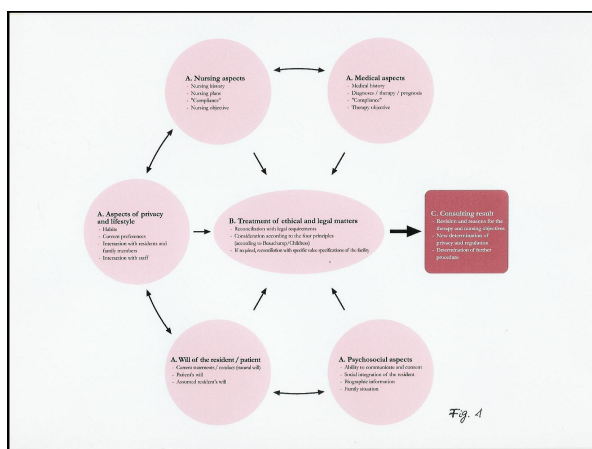 A. Nursing aspects
- Nursing history
- Nursing plans
- "Compliance"
- Nursing objective
A. Medical aspects
- Medical history
- Diagnoses / therapy / prognosis
- "Compliance"
- Therapy objective
A. Aspects of privacy
and lifestyle
- Habits
- Current preferences
- Interaction with residents and
family members
- Interaction with staff
B. Treatment of ethical and legal matters
- Reconciliation with legal requirements
- Consideration according to the four principles
(according to Beauchamp/Childress)
- If required, reconciliation with specific value specifications of the facility
C. Consulting result
- Revision and reasons for the
therapy and nursing objectives
- New determination of
privacy and regulation
- Determination of further
procedure
A. Will of the resident / patient
- Current statements / conduct (natural will)
- Patient's will
- Assumed resident's will
A. Psychosocial aspects
- Ability to communicate and consent
- Social integration of the resident
- Biographic information
- Family situation
Fig. 1